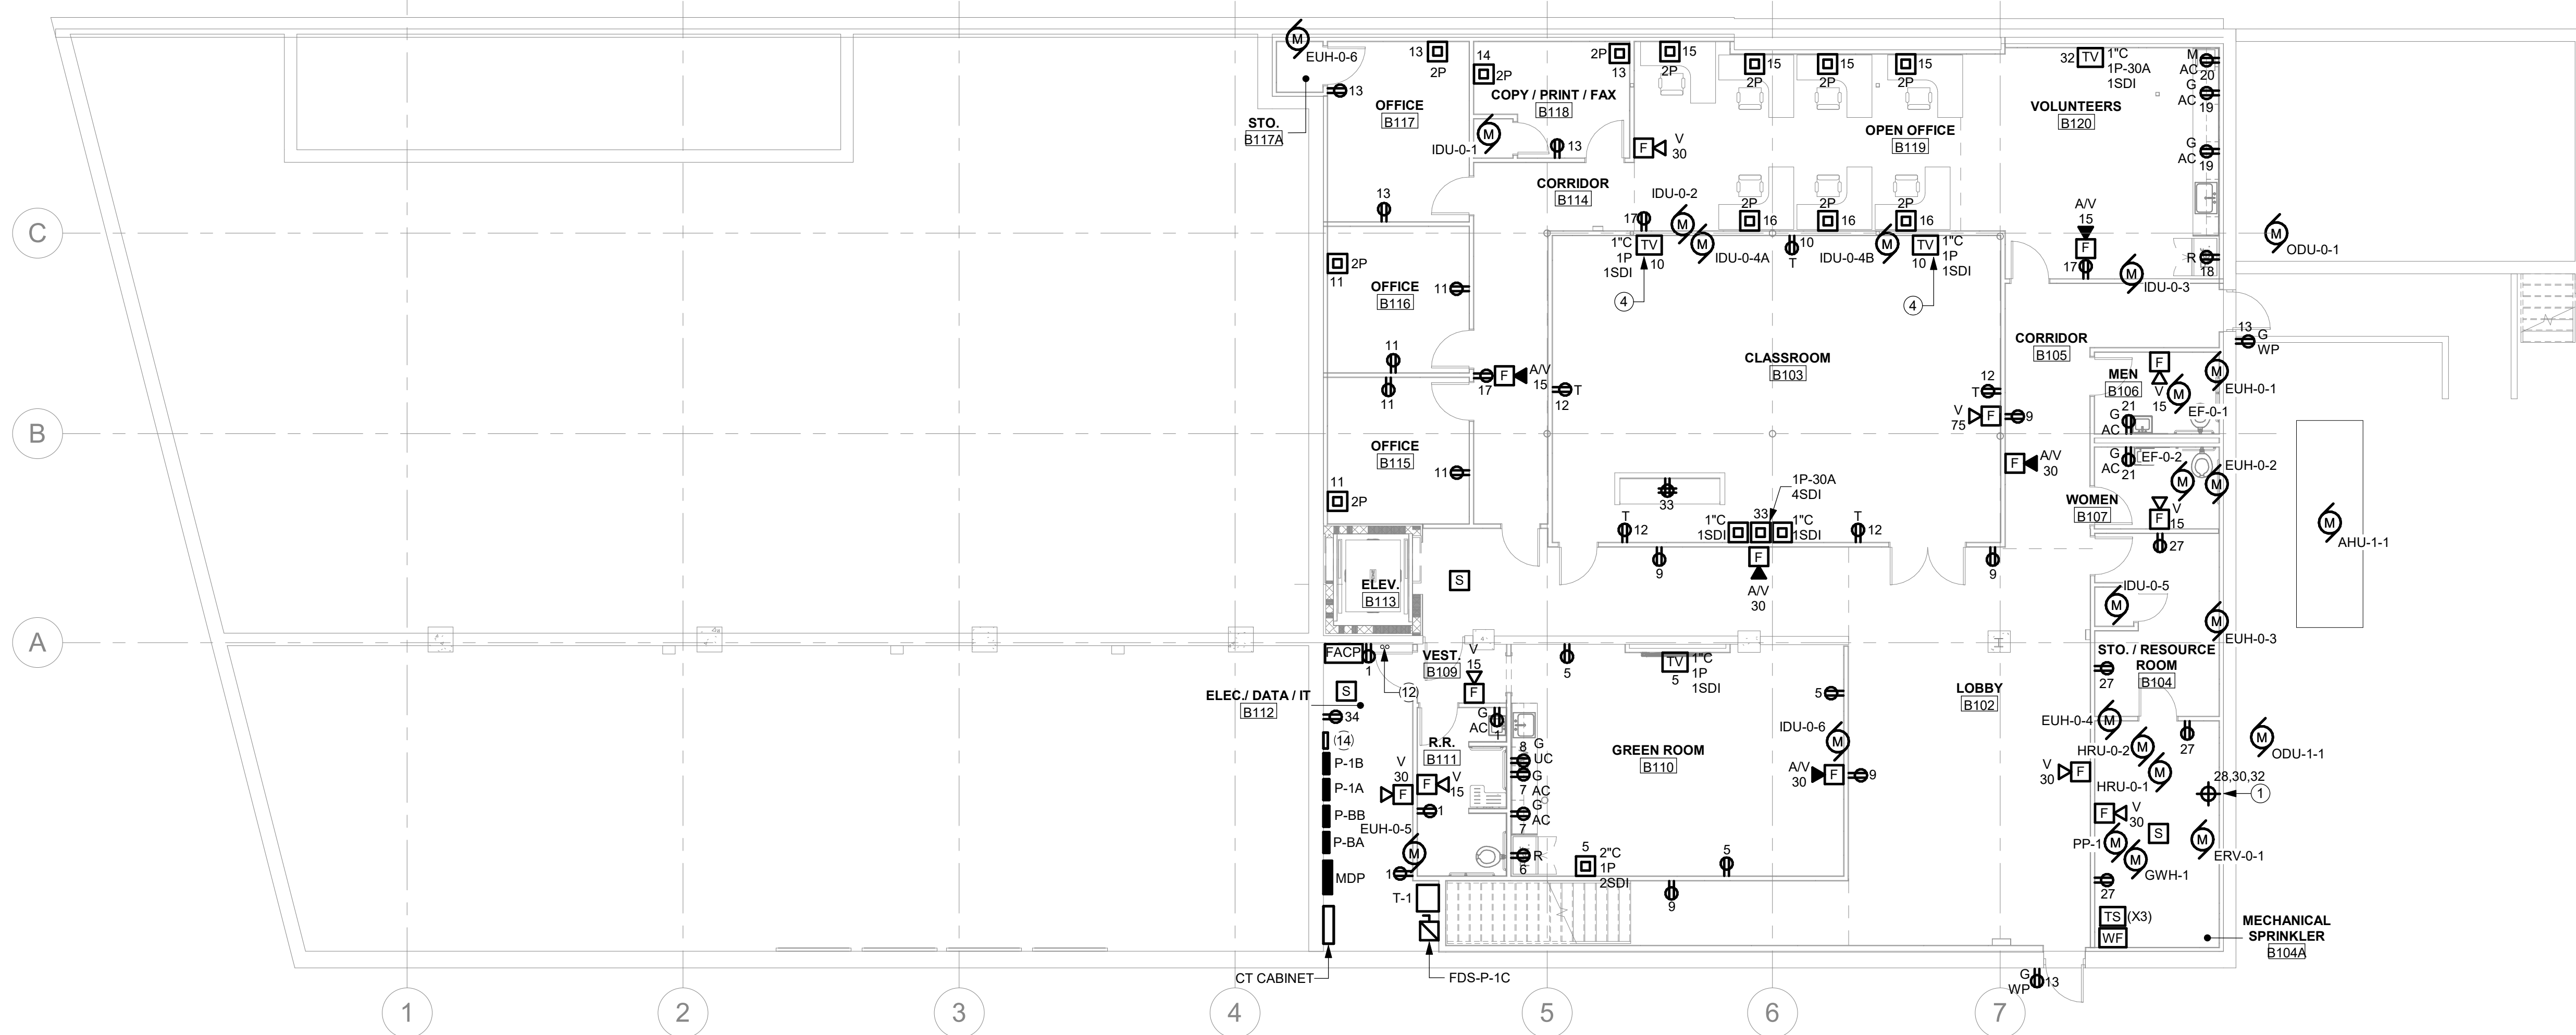 M
EUH-0-6
STO.
B117A
13
2P
13
OFFICE
B117
13
14
2P
2P
13
COPY / PRINT / FAX
B118
M
IDU-0-1
13
CORRIDOR
B114
15
2P
15
2P
15
2P
15
2P
F
V
30
OPEN OFFICE
B119
2P
16
2P
16
2P
16
IDU-0-2
M
17
VOLUNTEERS
B120
32
TV
1"C
1P-30A
1SDI
M
AC
20
G
AC
19
G
AC
19
A/V
15
F
17
R
18
M
IDU-0-3
M
ODU-0-1
C
1"C
1P
1SDI
TV
10
4
M
IDU-0-4A
10
T
IDU-0-4B
M
TV
10
1"C
1P
1SDI
4
2P
11
OFFICE
B116
11
11
11
OFFICE
B115
11
11
2P
17
F
A/V
15
T
12
CLASSROOM
B103
12
T
V
75
F
9
F
A/V
30
CORRIDOR
B105
13
G
WP
MEN
B106
F
V
15
M
EUH-0-1
M
EF-0-1
21
G
AC
B
G
AC
21
EF-0-2
M
EUH-0-2
M
WOMEN
B107
V
F
15
27
M
AHU-1-1
33
1P-30A
4SDI
T
12
1"C
1SDI
33
1"C
1SDI
T
12
9
F
A/V
30
9
ELEV.
B113
S
IDU-0-5
M
M
EUH-0-3
A
FACP
1
(12)
VEST.
B109
V
15
F
5
TV
5
1"C
1P
1SDI
5
STO. / RESOURCE
ROOM
B104
27
ELEC./ DATA / IT
B112
S
34
(14)
P-1B
P-1A
P-BB
P-BA
MDP
G
AC
1
R.R.
B111
V
30
F
F
V
15
1
EUH-0-5
M
1
8
G
UC
G
7
AC
G
AC
7
R
6
GREEN ROOM
B110
IDU-0-6
M
A/V
30
F
9
5
2"C
1P
2SDI
5
9
LOBBY
B102
EUH-0-4
M
HRU-0-2
M
27
M
HRU-0-1
M
ODU-1-1
28,30,32
1
V
30
F
F
V
30
S
PP-1
M
M
GWH-1
M
ERV-0-1
27
TS
(X3)
WF
MECHANICAL
SPRINKLER
B104A
T-1
CT CABINET
FDS-P-1C
G
WP
13
1
2
3
4
5
6
7